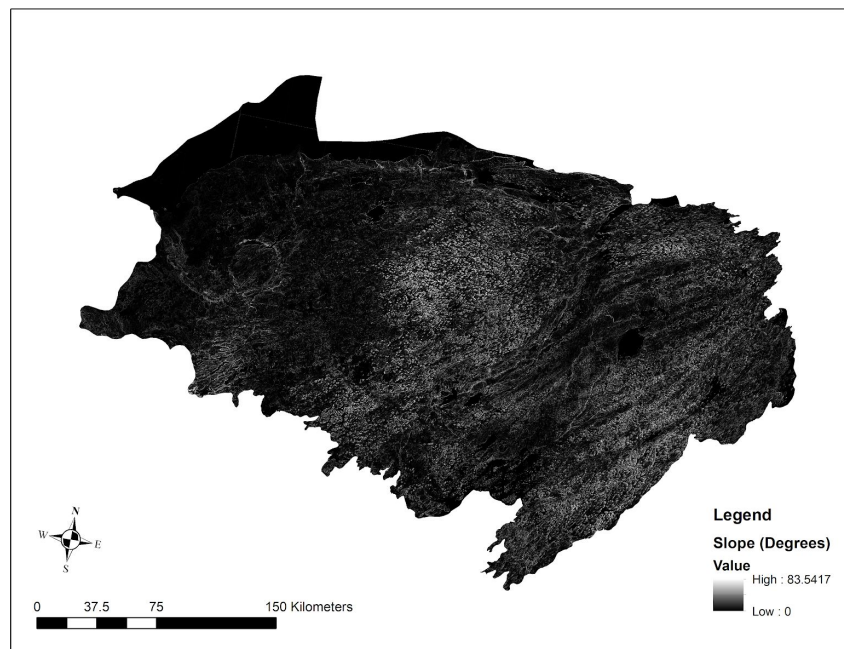 N
W E
S
0 37.5 75 150 Kilometers
Legend
Slope (Degrees)
Value
High : 83.5417
Low : 0